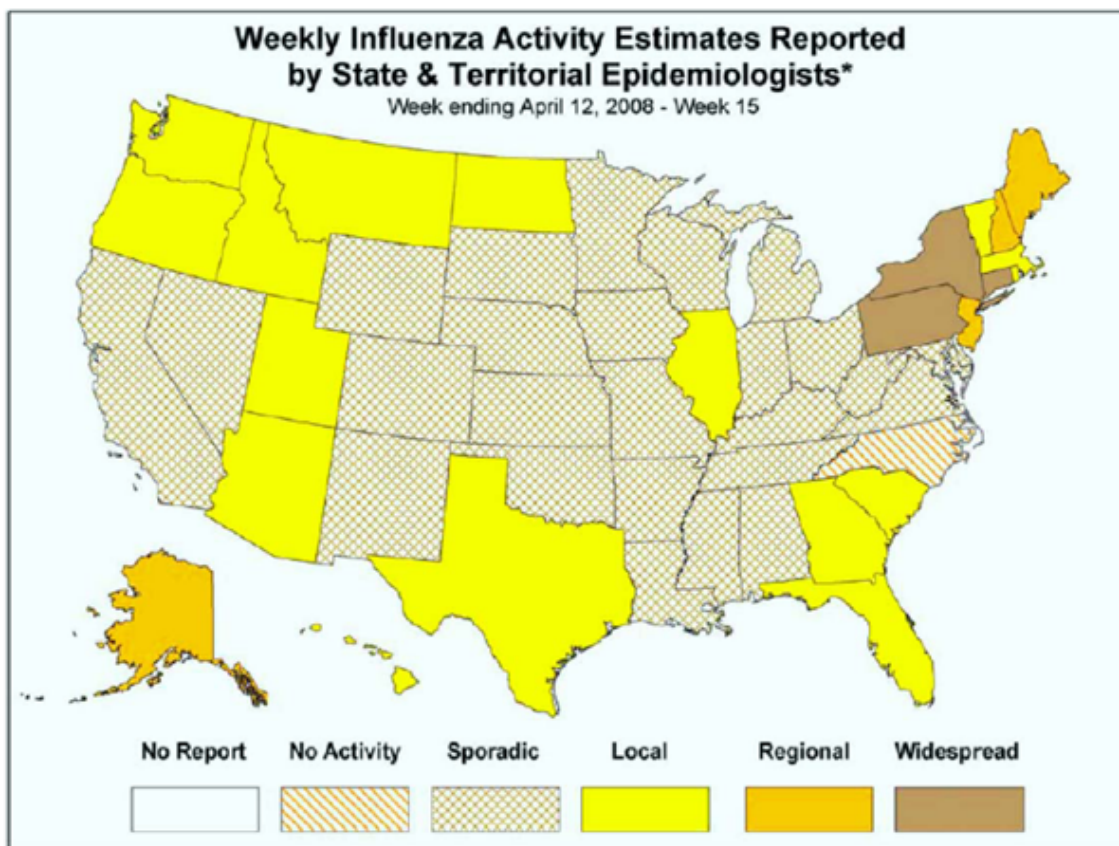 Weekly Influenza Activity Estimates Reported
by State & Territorial Epidemiologists*
Week ending April 12, 2008 - Week 15
No Report No Activity Sporadic Local Regional Widespread